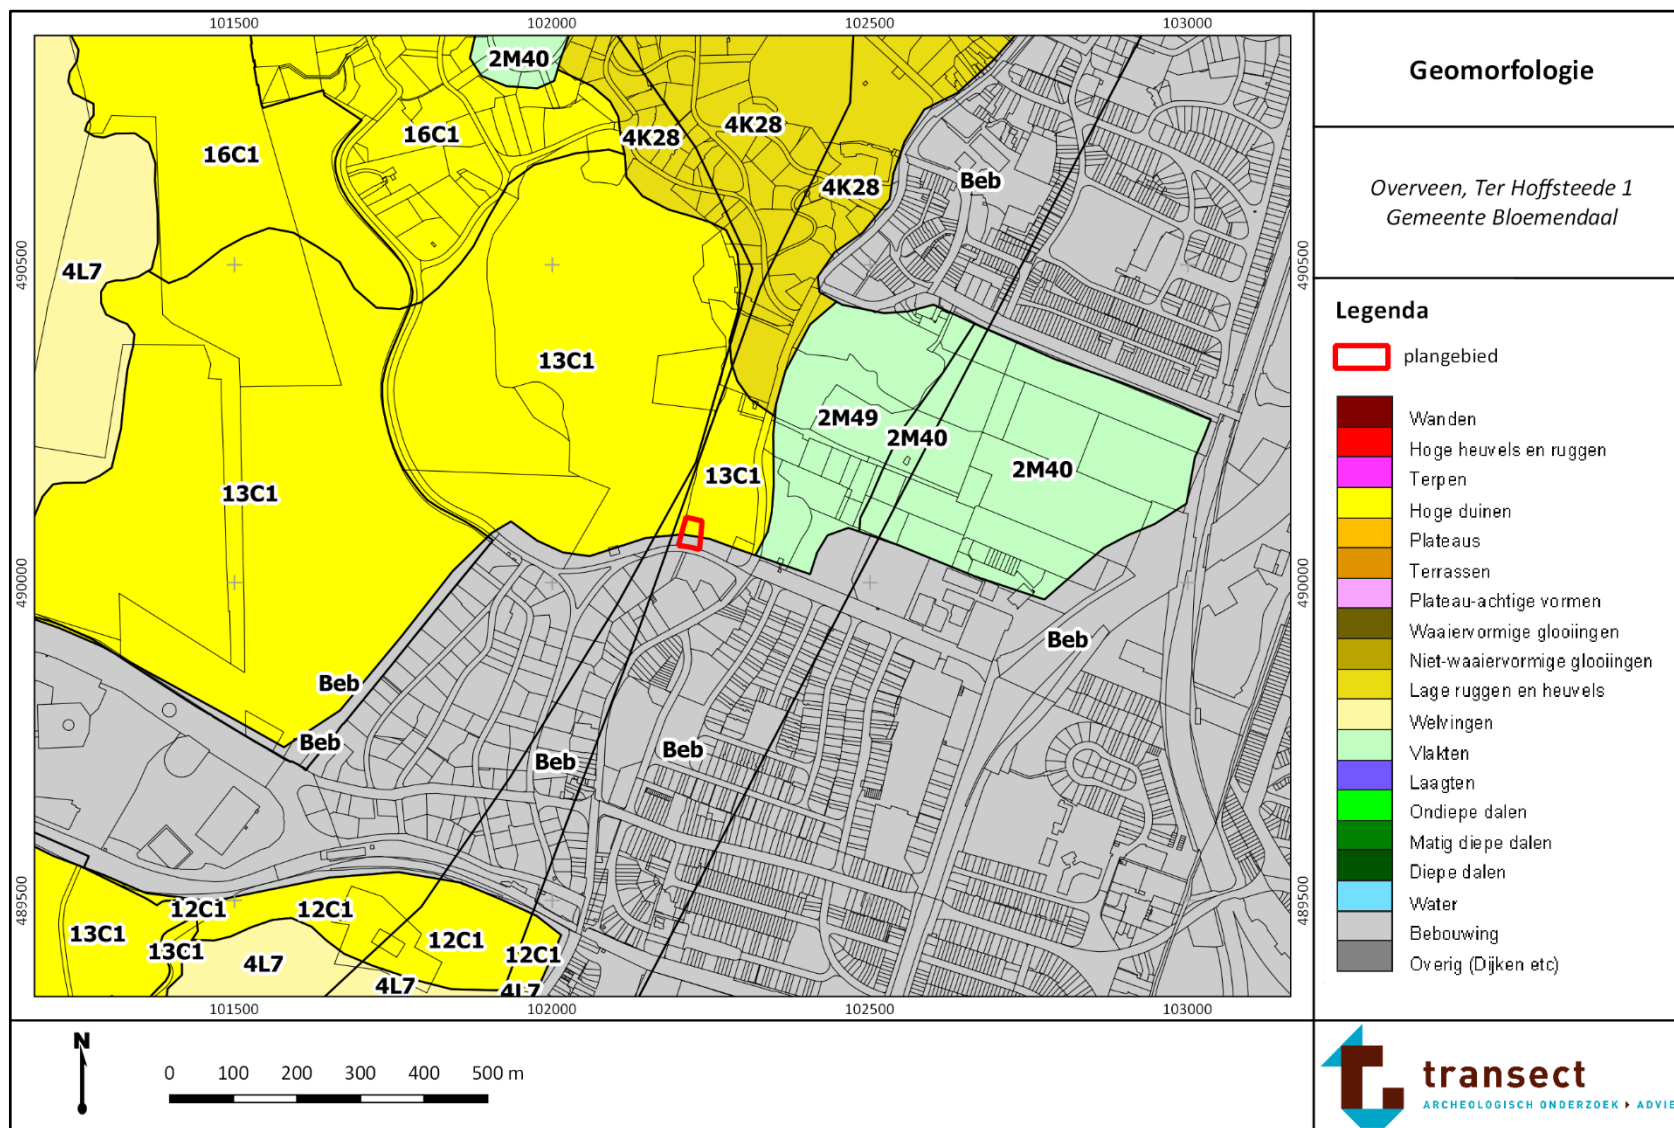 101500 102000 102500 103000
2M40
4K28
4K28
16C1
16C1
4K28
Beb
4L7
490500
490500
13C1
2M49
2M40
2M40
13C1
13C1
490000
490000
Beb
Beb
Beb
Beb
Beb
489500
489500
12C1
12C1
13C1
13C1
12C1
12C1
4L7
4L7
4L7
101500 102000 102500 103000
N
0 100 200 300 400 500 m
Geomorfologie
Overveen, Ter Hoffsteede 1
Gemeente Bloemendaal
Legenda
plangebied
Wanden
Hoge heuvels en ruggen
Terpen
Hoge duinen
Plateaus
Terrassen
Plateau-achtige vormen
Waaiervormige glooiingen
Niet-waaiervormige glooiingen
Lage ruggen en heuvels
Welvingen
Vlakten
Laagten
Ondiepe dalen
Matig diepe dalen
Diepe dalen
Water
Bebouwing
Overig (Dijken etc)
transect
ARCHEOLOGISCH ONDERZOEK ▸ ADVIE